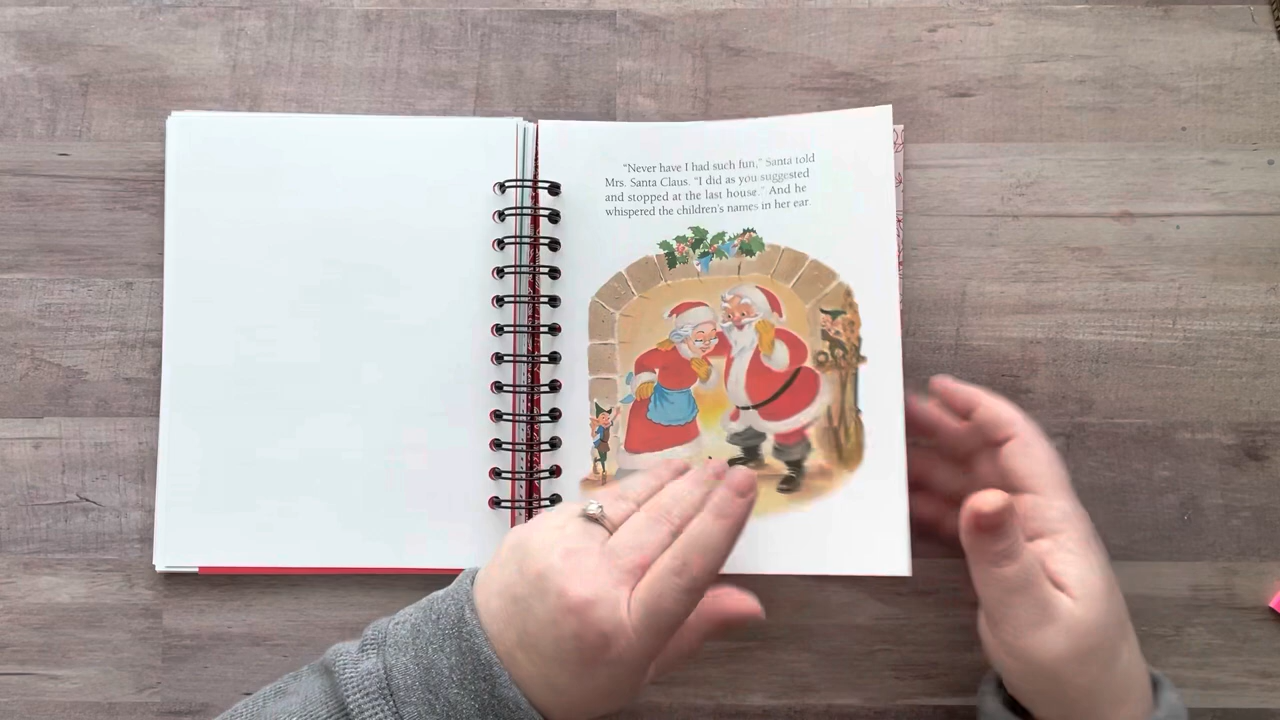 "Never have I had such fun," Santa told
Mrs. Santa Claus. "I did as you suggested
and stopped at the last house." And he
whispered the children's names in her ear.